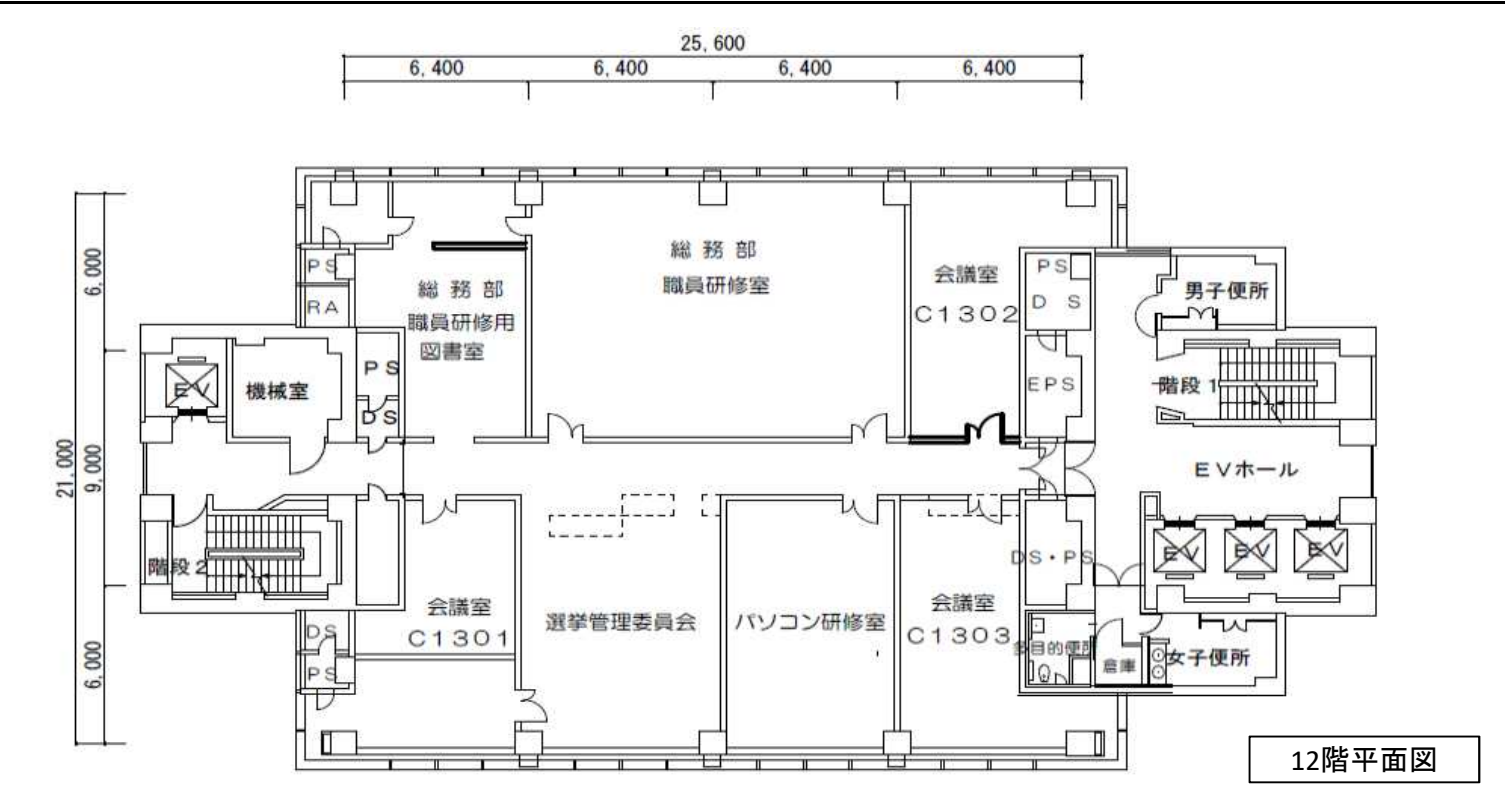 25,600
6,400
6,400
6,400
6,400
21,000
6,000
9,000
6,000
PS
RA
総務部
職員研修用
図書室
総務部
職員研修室
会議室
C1302
PS
DS
EPS
男子便所
階段1
EV
機械室
PS
DS
EVホール
階段2
EV
EV
EV
DS・PS
会議室
C1301
選挙管理委員会
パソコン研修室
会議室
C1303
多目的便所
倉庫
女子便所
DS
PS
12階平面図